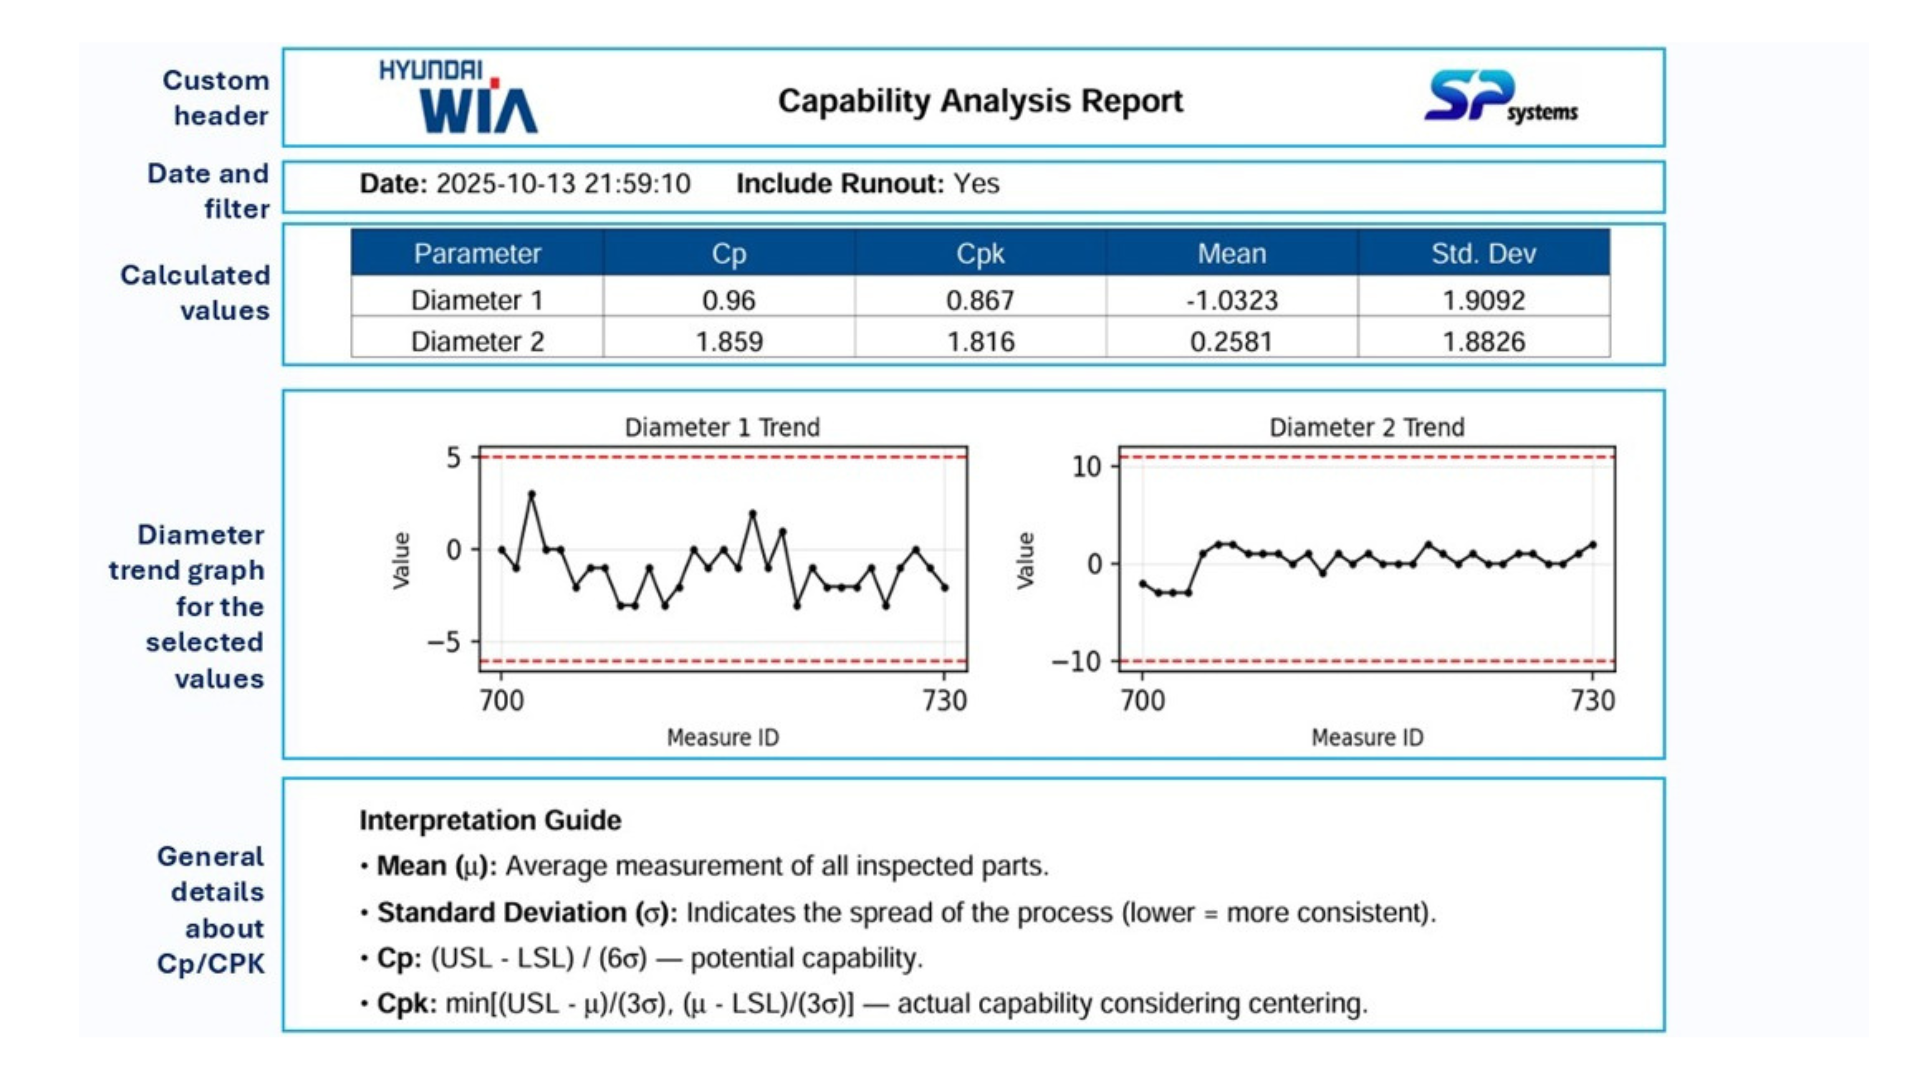 Custom
header
HYUNDAI
WIA
Capability Analysis Report
SP systems
Date and
filter
Date: 2025-10-13 21:59:10 Include Runout: Yes
Calculated
values
Parameter Cp Cpk Mean Std. Dev
Diameter 1 0.96 0.867 -1.0323 1.9092
Diameter 2 1.859 1.816 0.2581 1.8826
Diameter
trend graph
for the
selected
values
Diameter 1 Trend
5
0
−5
Value
700 730
Measure ID
Diameter 2 Trend
10
0
−10
Value
700 730
Measure ID
General
details
about
Cp/CPK
Interpretation Guide
• Mean (μ): Average measurement of all inspected parts.
• Standard Deviation (σ): Indicates the spread of the process (lower = more consistent).
• Cp: (USL - LSL) / (6σ) — potential capability.
• Cpk: min[(USL - μ)/(3σ), (μ - LSL)/(3σ)] — actual capability considering centering.